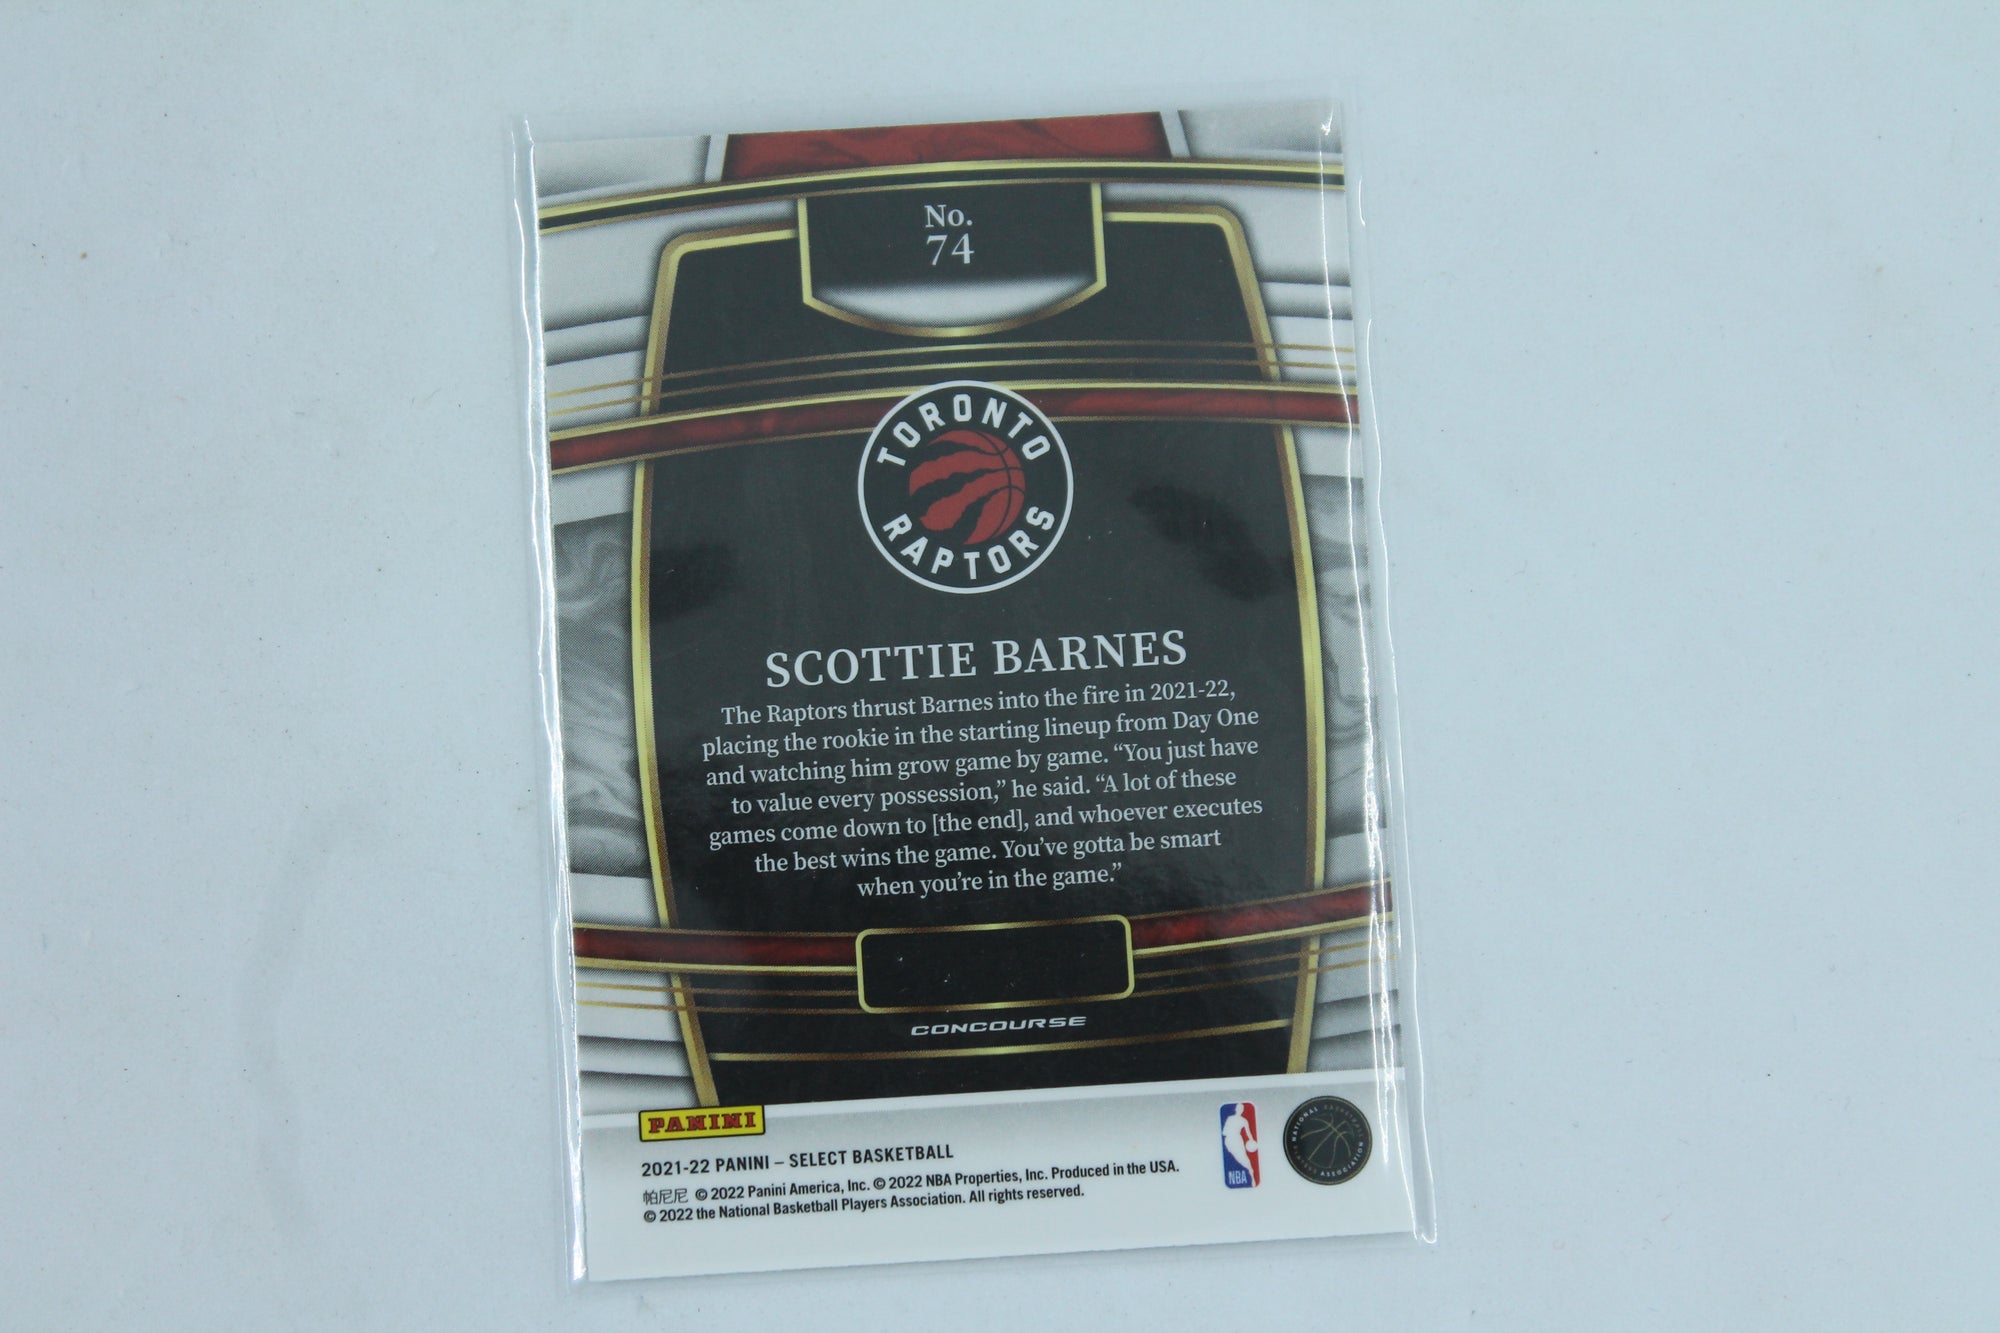 No.
74
TORONTO
RAPTORS
SCOTTIE BARNES
The Raptors thrust Barnes into the fire in 2021-22,
placing the rookie in the starting lineup from Day One
and watching him grow game by game. “You just have
to value every possession,” he said. “A lot of these
games come down to [the end], and whoever executes
the best wins the game. You’ve gotta be smart
when you’re in the game.”
CONCOURSE
PANINI
2021-22 PANINI – SELECT BASKETBALL
帕尼尼 © 2022 Panini America, Inc. © 2022 NBA Properties, Inc. Produced in the USA.
© 2022 the National Basketball Players Association. All rights reserved.
NBA
NATIONAL BASKETBALL
PLAYERS ASSOCIATION